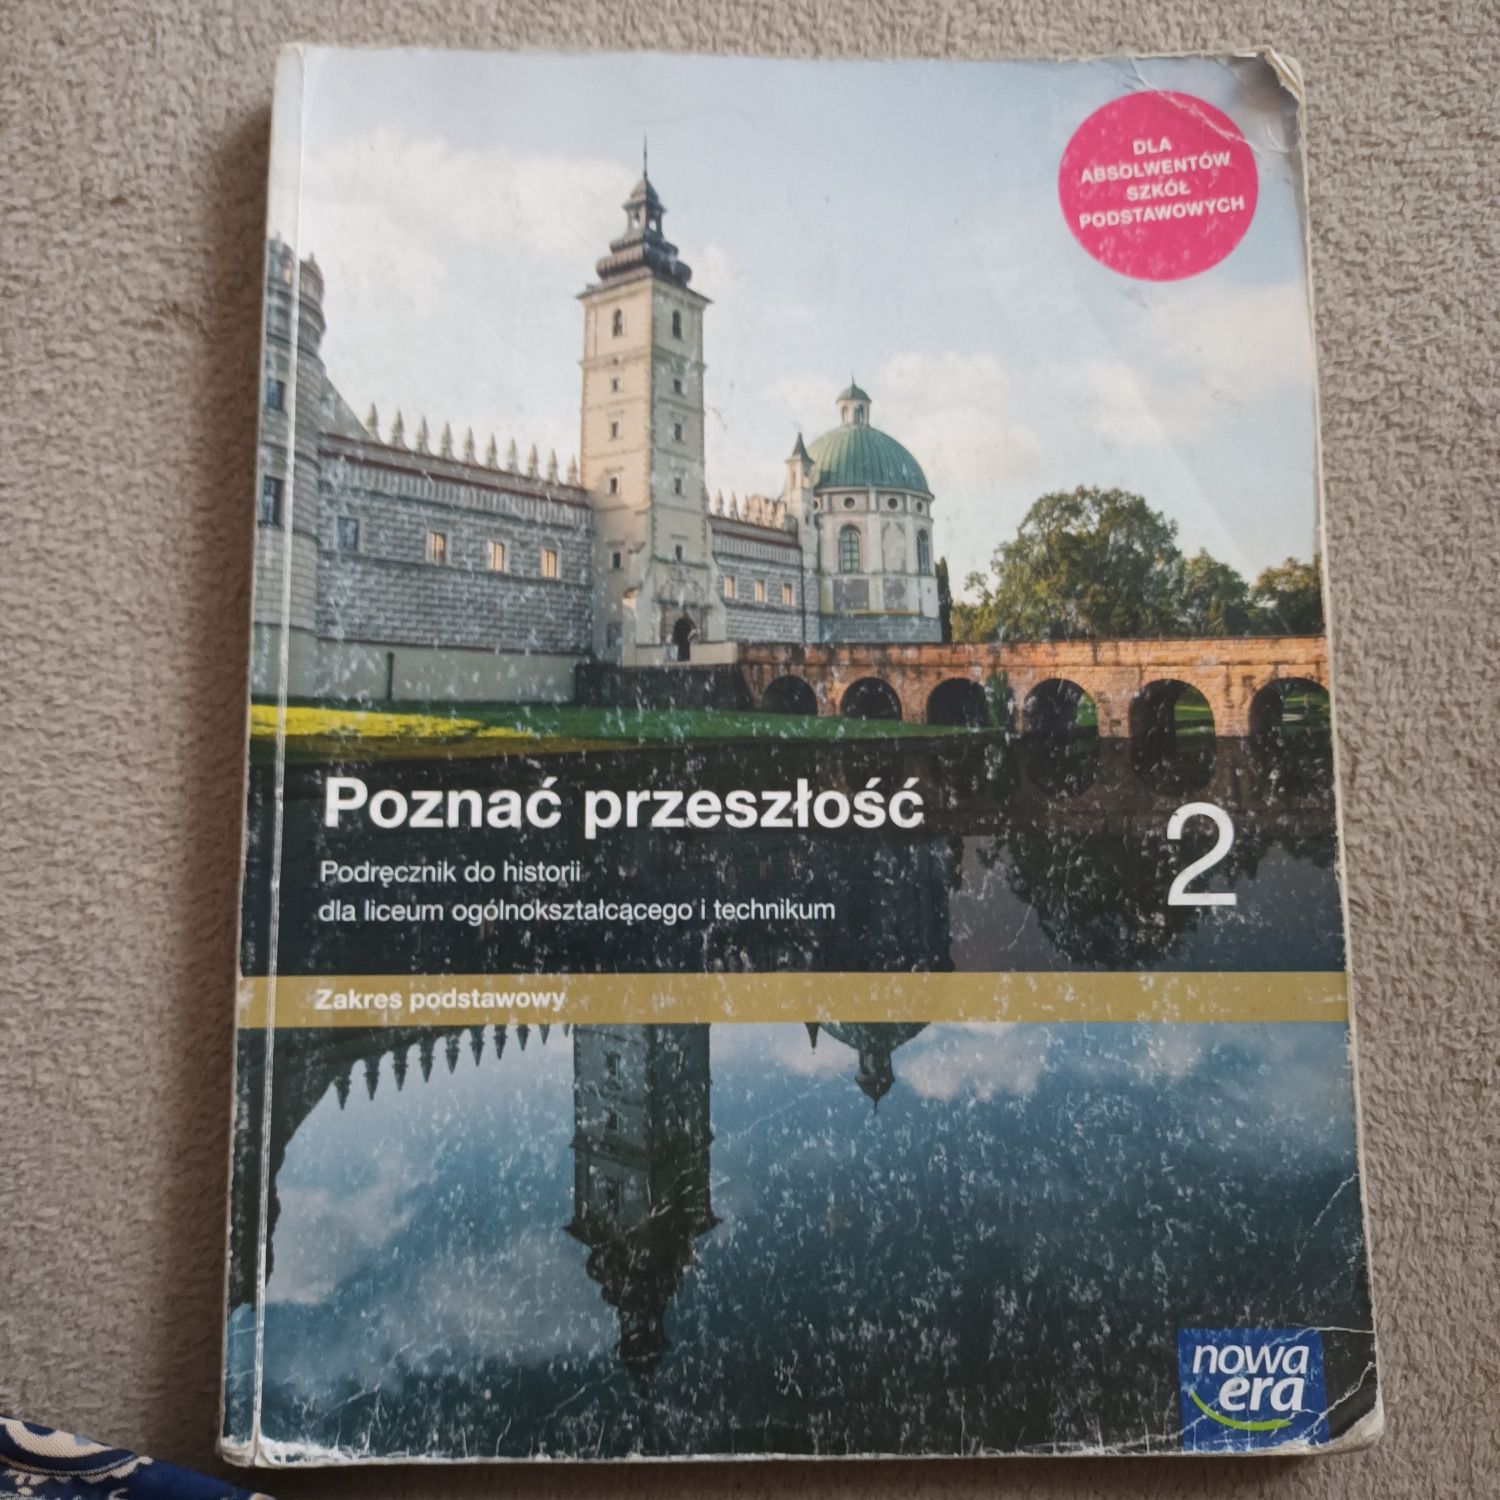 DLA
ABSOLWENTÓW
SZKÓŁ
PODSTAWOWYCH
Poznać przeszłość
2
Podręcznik do historii
dla liceum ogólnokształcącego i technikum
Zakres podstawowy
nowa
era